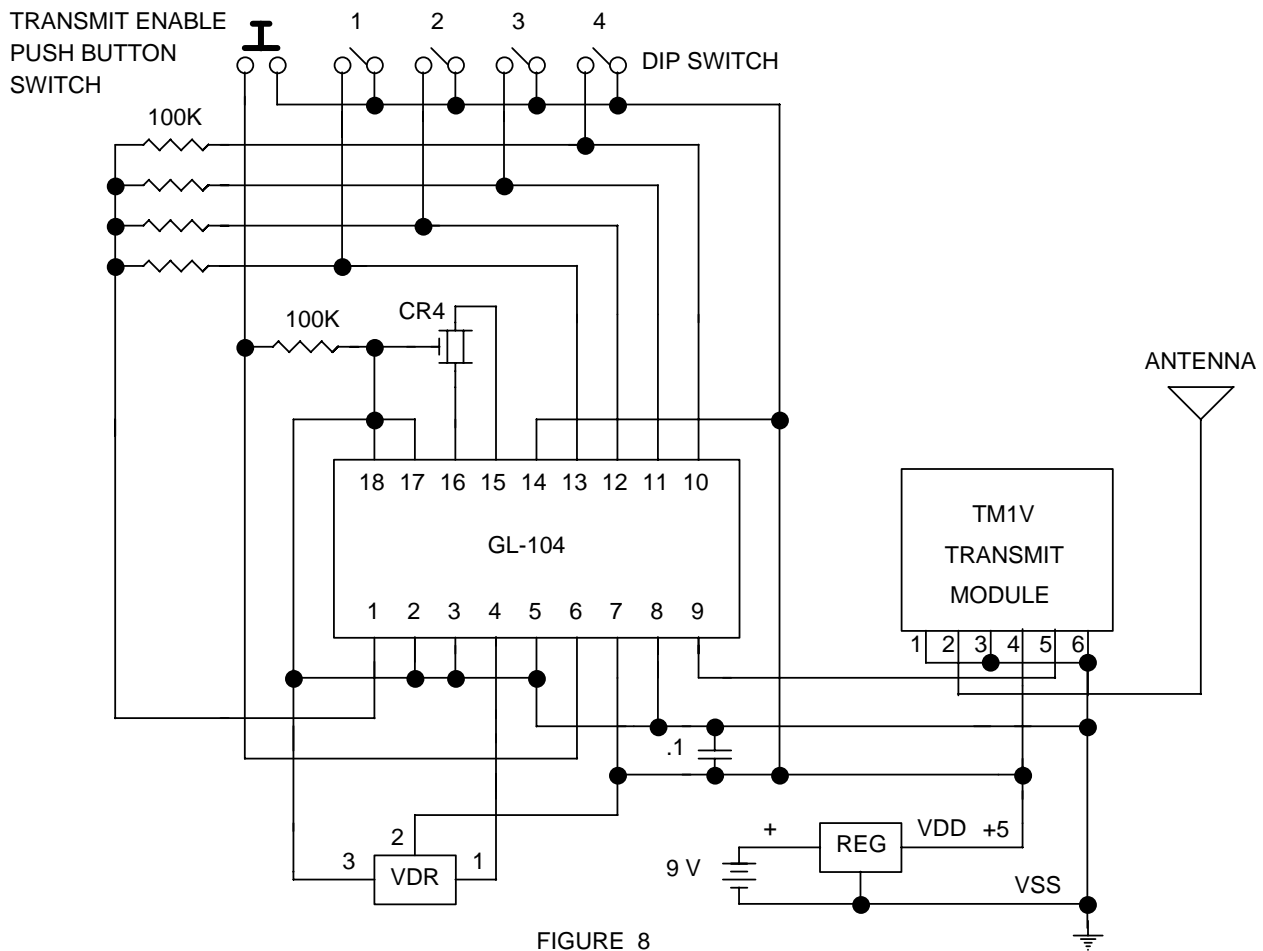 TRANSMIT ENABLE
PUSH BUTTON
SWITCH
1 2 3 4
DIP SWITCH
100K
100K
CR4
ANTENNA
18 17 16 15 14 13 12 11 10
GL-104
1 2 3 4 5 6 7 8 9
TM1V
TRANSMIT
MODULE
1 2 3 4 5 6
.1
2
3 VDR 1
+ REG VDD +5
9 V
VSS
FIGURE 8